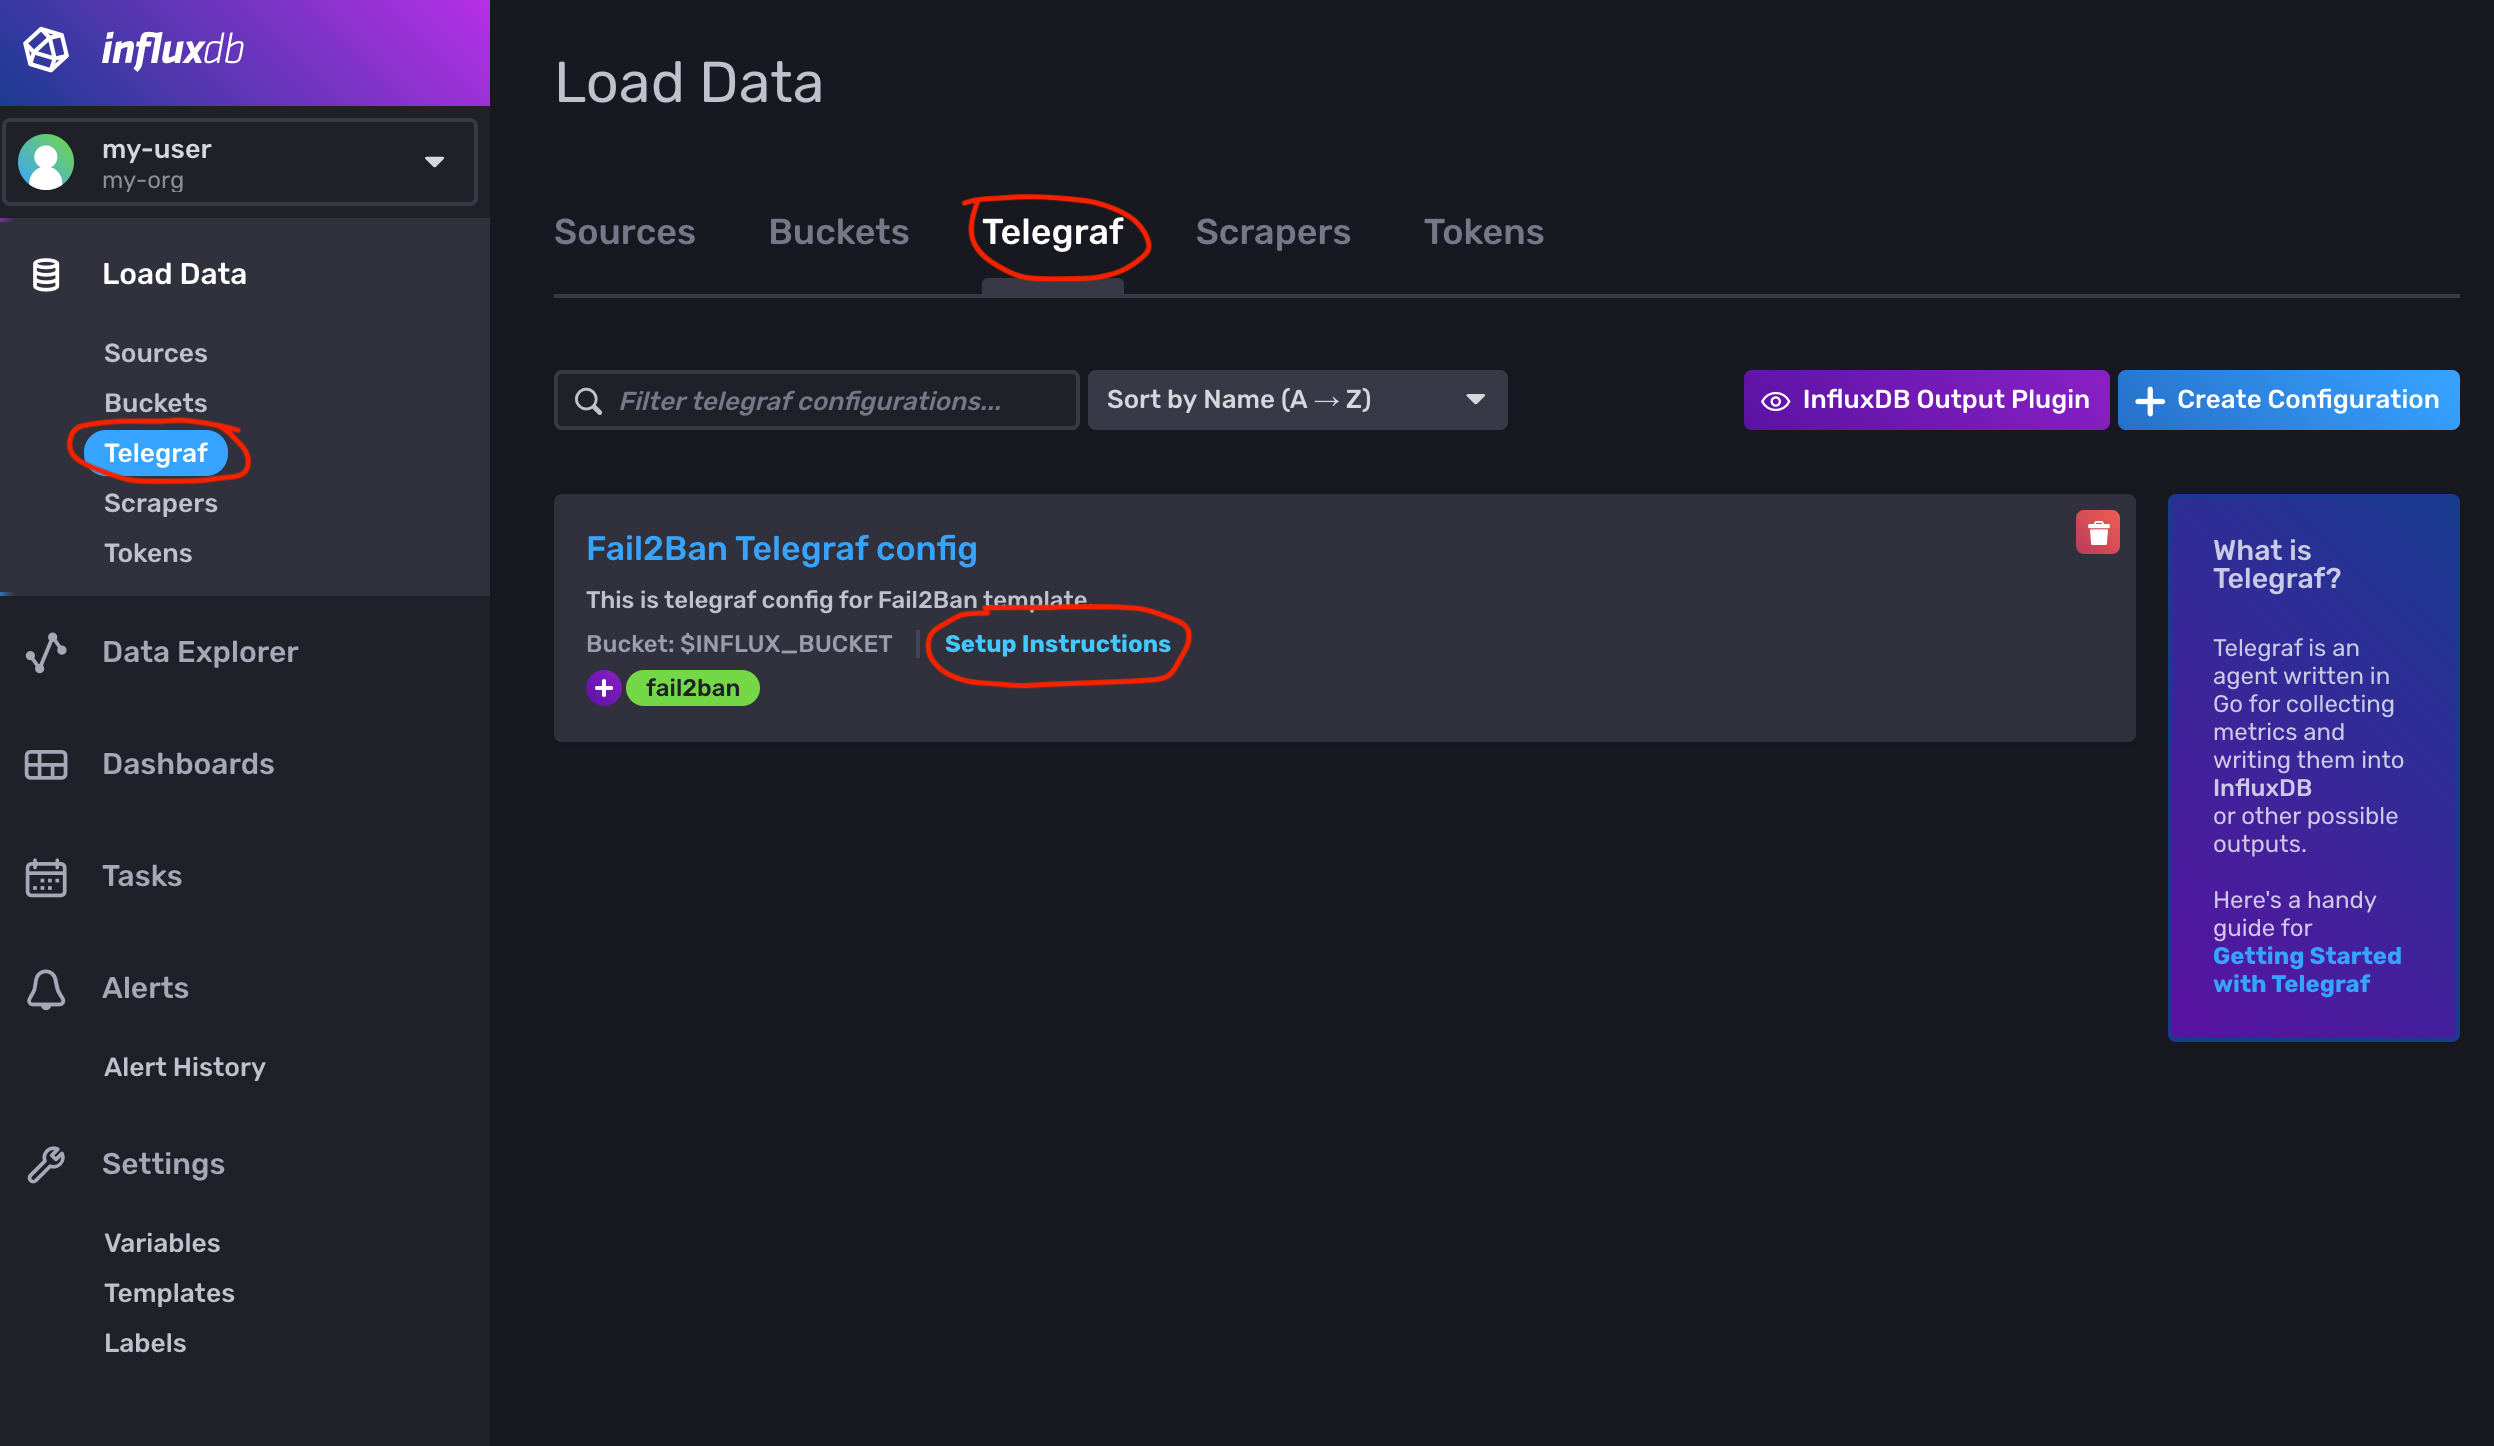 influxdb
my-user
my-org
Load Data
Sources
Buckets
Telegraf
Scrapers
Tokens
Data Explorer
Dashboards
Tasks
Alerts
Alert History
Settings
Variables
Templates
Labels
Load Data
Sources Buckets Telegraf Scrapers Tokens
Filter telegraf configurations... Sort by Name (A → Z) InfluxDB Output Plugin Create Configuration
Fail2Ban Telegraf config
This is telegraf config for Fail2Ban template
Bucket: $INFLUX_BUCKET Setup Instructions
fail2ban
What is
Telegraf?
Telegraf is an
agent written in
Go for collecting
metrics and
writing them into
InfluxDB
or other possible
outputs.
Here's a handy
guide for
Getting Started
with Telegraf